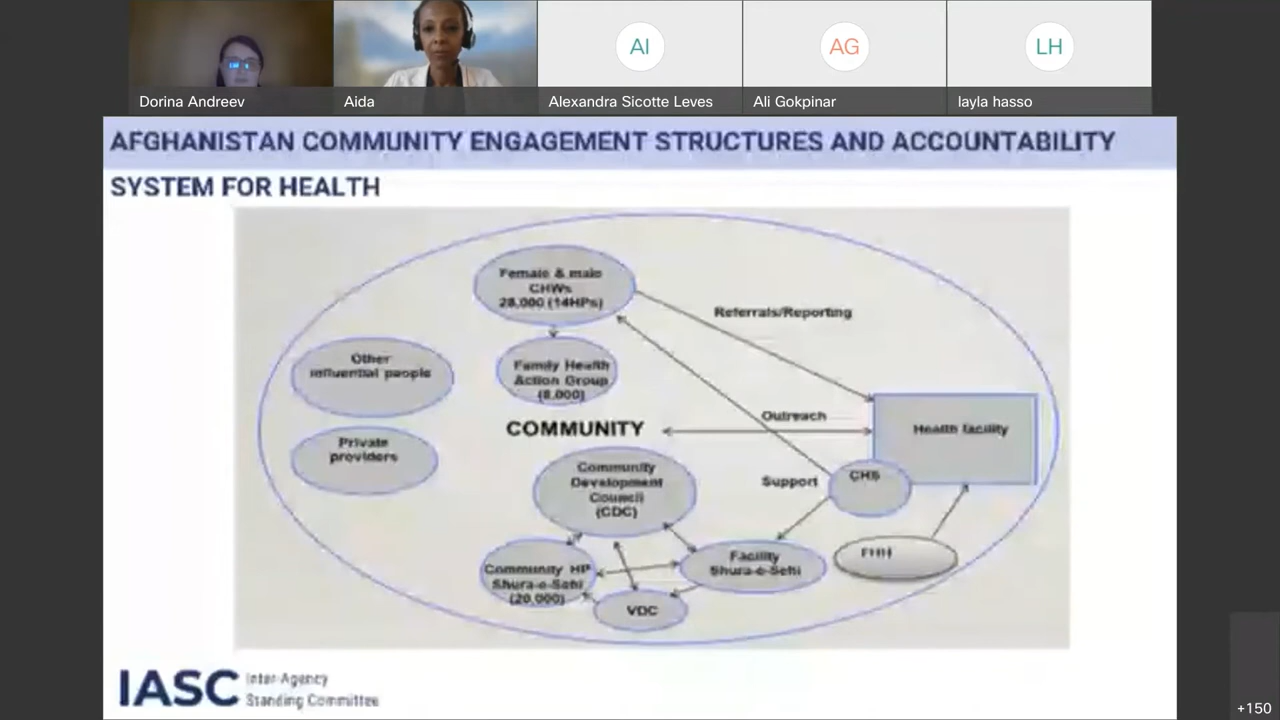 AI
AG
LH
Dorina Andreev
Aida
Alexandra Sicotte Leves
Ali Gokpinar
layla hasso
AFGHANISTAN COMMUNITY ENGAGEMENT STRUCTURES AND ACCOUNTABILITY
SYSTEM FOR HEALTH
Female & male
CHWs
28,000 (14HPs)
Referrals/Reporting
Other
influential people
Family Health
Action Group
(8,000)
Outreach
Health facility
COMMUNITY
Private
providers
Community
Development
Council
(CDC)
Support
CHS
Facility
Shura-e-Sehi
FHH
Community HP
Shura-e-Sehi
(20,000)
VDC
IASC
Inter-Agency
Standing Committee
+150